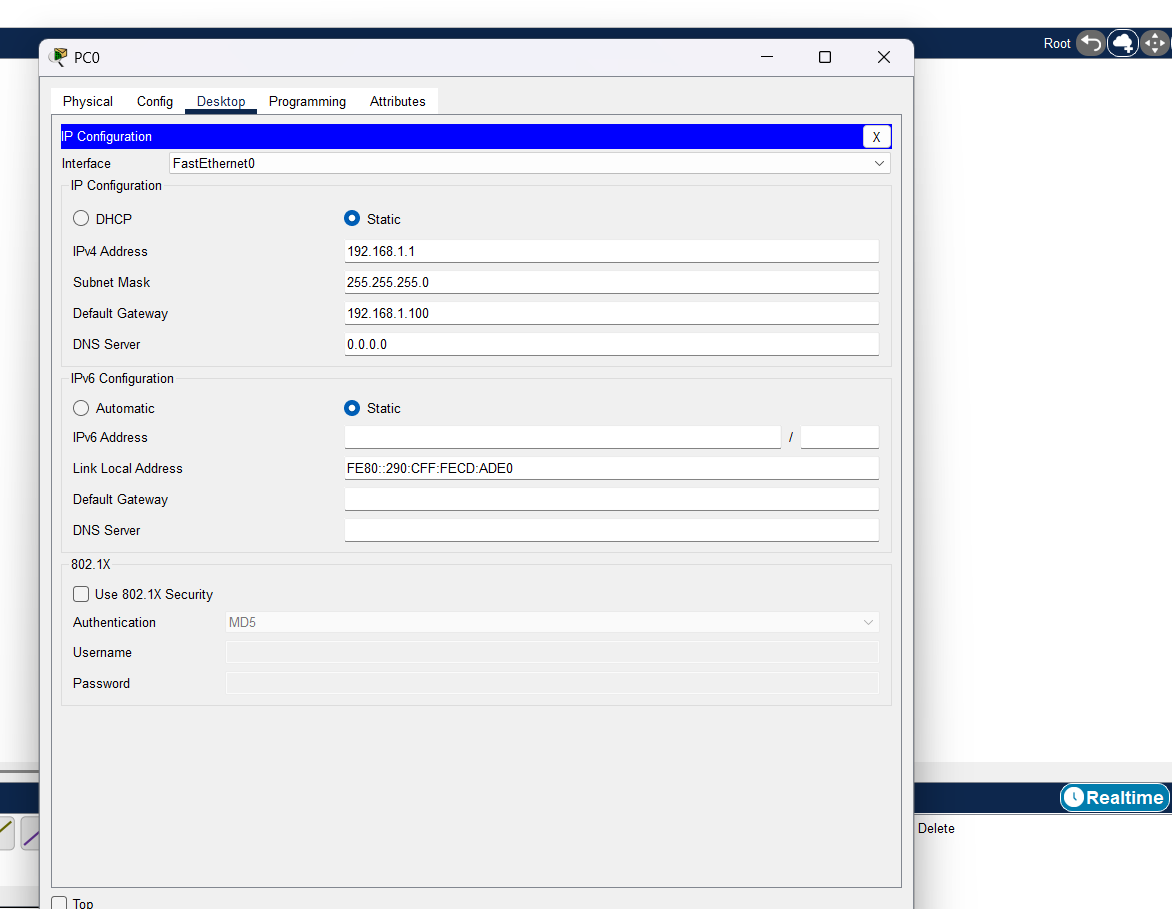 Root
PC0
Physical Config Desktop Programming Attributes
IP Configuration X
Interface FastEthernet0
IP Configuration
DHCP Static
IPv4 Address 192.168.1.1
Subnet Mask 255.255.255.0
Default Gateway 192.168.1.100
DNS Server 0.0.0.0
IPv6 Configuration
Automatic Static
IPv6 Address /
Link Local Address FE80::290:CFF:FECD:ADE0
Default Gateway
DNS Server
802.1X
Use 802.1X Security
Authentication MD5
Username
Password
Realtime
Delete
Top